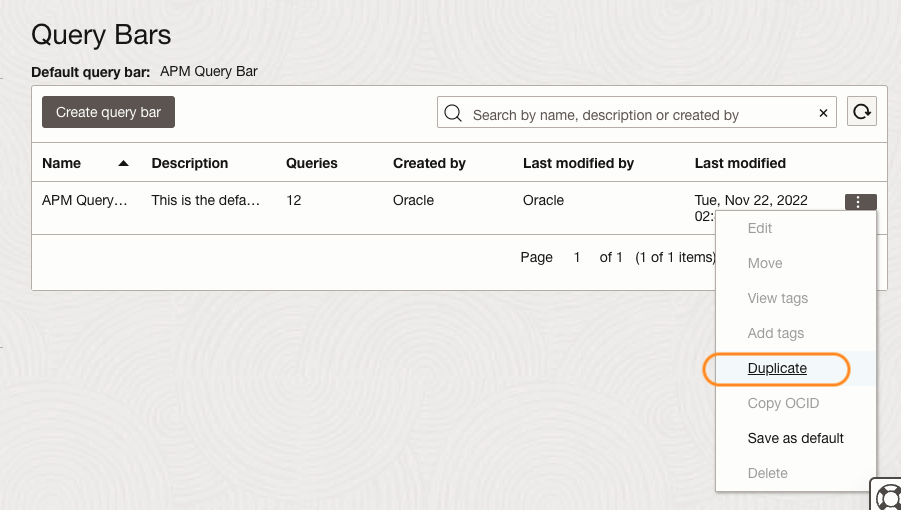 Query Bars
Default query bar: APM Query Bar
Create query bar
Search by name, description or created by
Name Description Queries Created by Last modified by Last modified
APM Query... This is the defa... 12 Oracle Oracle Tue, Nov 22, 2022
02:
Page 1 of 1 (1 of 1 items)
Edit
Move
View tags
Add tags
Duplicate
Copy OCID
Save as default
Delete